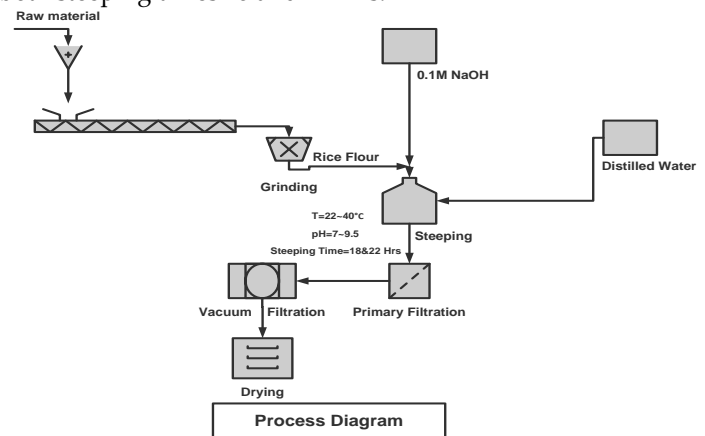 Raw material
0.1M NaOH
Rice Flour
Distilled Water
Grinding
T=22~40°C
pH=7~9.5
Steeping
Steeping Time=18&22 Hrs
Vacuum Filtration
Primary Filtration
Drying
Process Diagram